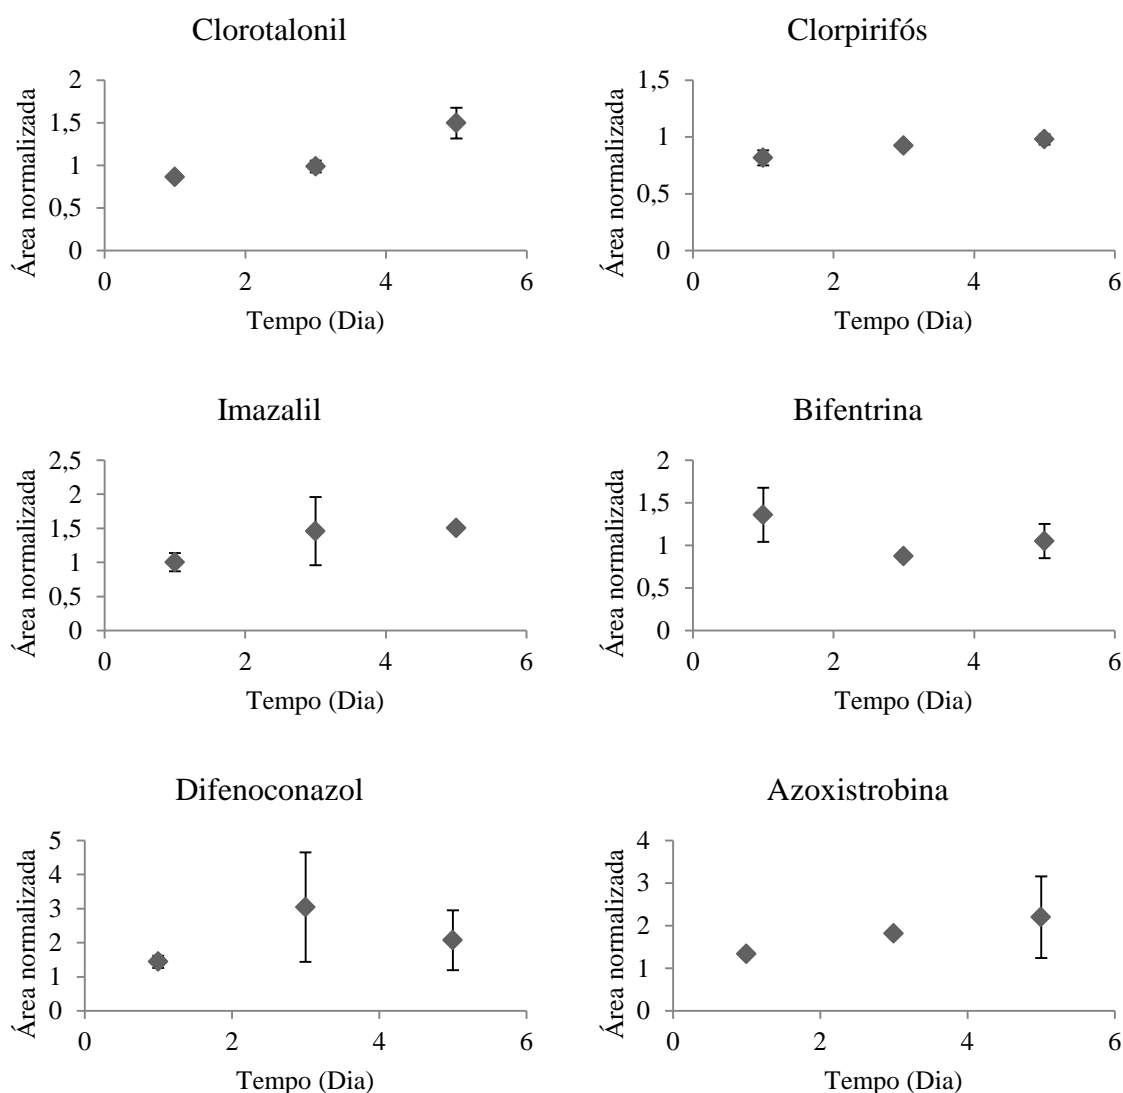 Clorotalonil
Área normalizada
2
1,5
1
0,5
0
0 2 4 6
Tempo (Dia)
Clorpirifós
Área normalizada
1,5
1
0,5
0
0 2 4 6
Tempo (Dia)
Imazalil
Área normalizada
2,5
2
1,5
1
0,5
0
0 2 4 6
Tempo (Dia)
Bifentrina
Área normalizada
2
1,5
1
0,5
0
0 2 4 6
Tempo (Dia)
Difenoconazol
Área normalizada
5
4
3
2
1
0
0 2 4 6
Tempo (Dia)
Azoxistrobina
Área normalizada
4
3
2
1
0
0 2 4 6
Tempo (Dia)